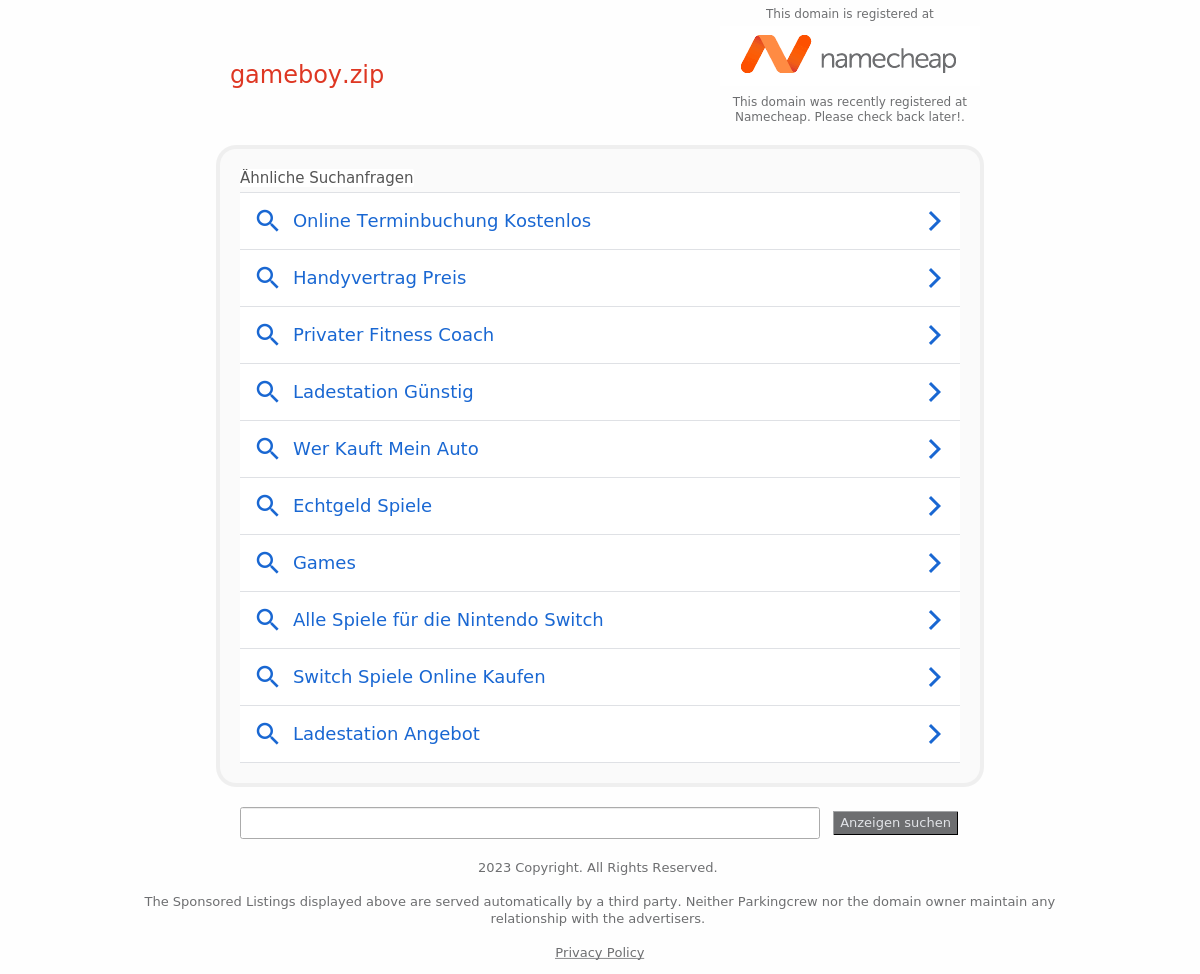 This domain is registered at
namecheap
gameboy.zip
This domain was recently registered at
Namecheap. Please check back later!.
Ähnliche Suchanfragen
Online Terminbuchung Kostenlos
Handyvertrag Preis
Privater Fitness Coach
Ladestation Günstig
Wer Kauft Mein Auto
Echtgeld Spiele
Games
Alle Spiele für die Nintendo Switch
Switch Spiele Online Kaufen
Ladestation Angebot
Anzeigen suchen
2023 Copyright. All Rights Reserved.
The Sponsored Listings displayed above are served automatically by a third party. Neither Parkingcrew nor the domain owner maintain any
relationship with the advertisers.
Privacy Policy